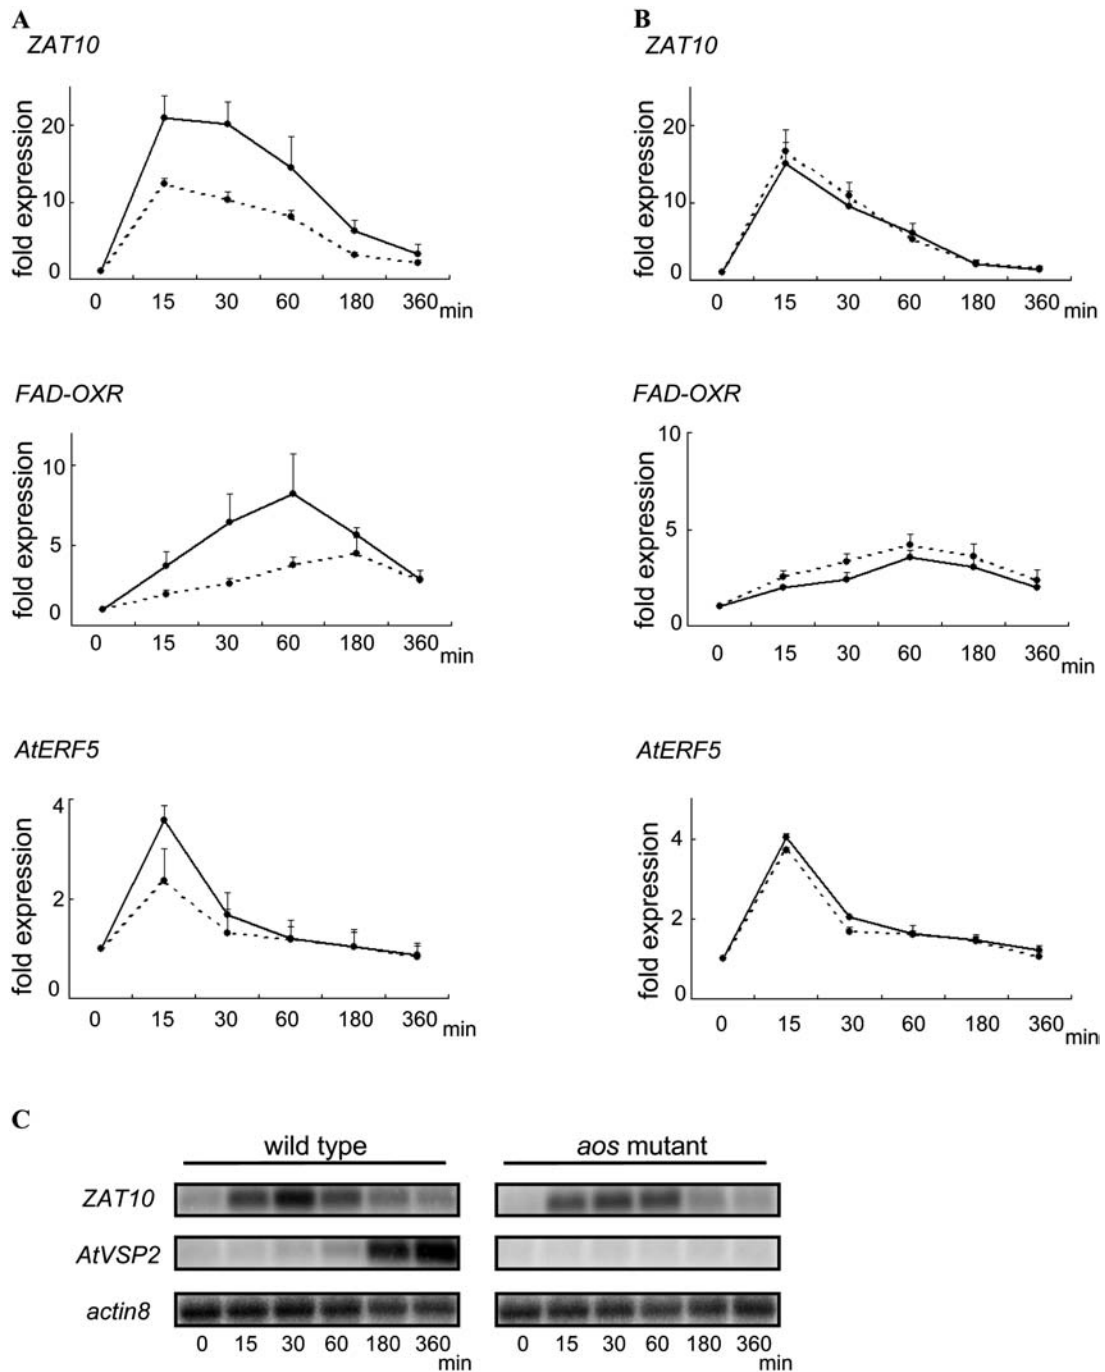 A
B
ZAT10
ZAT10
fold expression
20
10
0
0 15 30 60 180 360 min
fold expression
20
10
0
0 15 30 60 180 360 min
FAD-OXR
FAD-OXR
fold expression
10
5
0
0 15 30 60 180 360 min
fold expression
10
5
0
0 15 30 60 180 360 min
AtERF5
AtERF5
fold expression
4
2
0
0 15 30 60 180 360 min
fold expression
4
2
0
0 15 30 60 180 360 min
C
wild type
aos mutant
ZAT10
AtVSP2
actin8
0 15 30 60 180 360 min
0 15 30 60 180 360 min